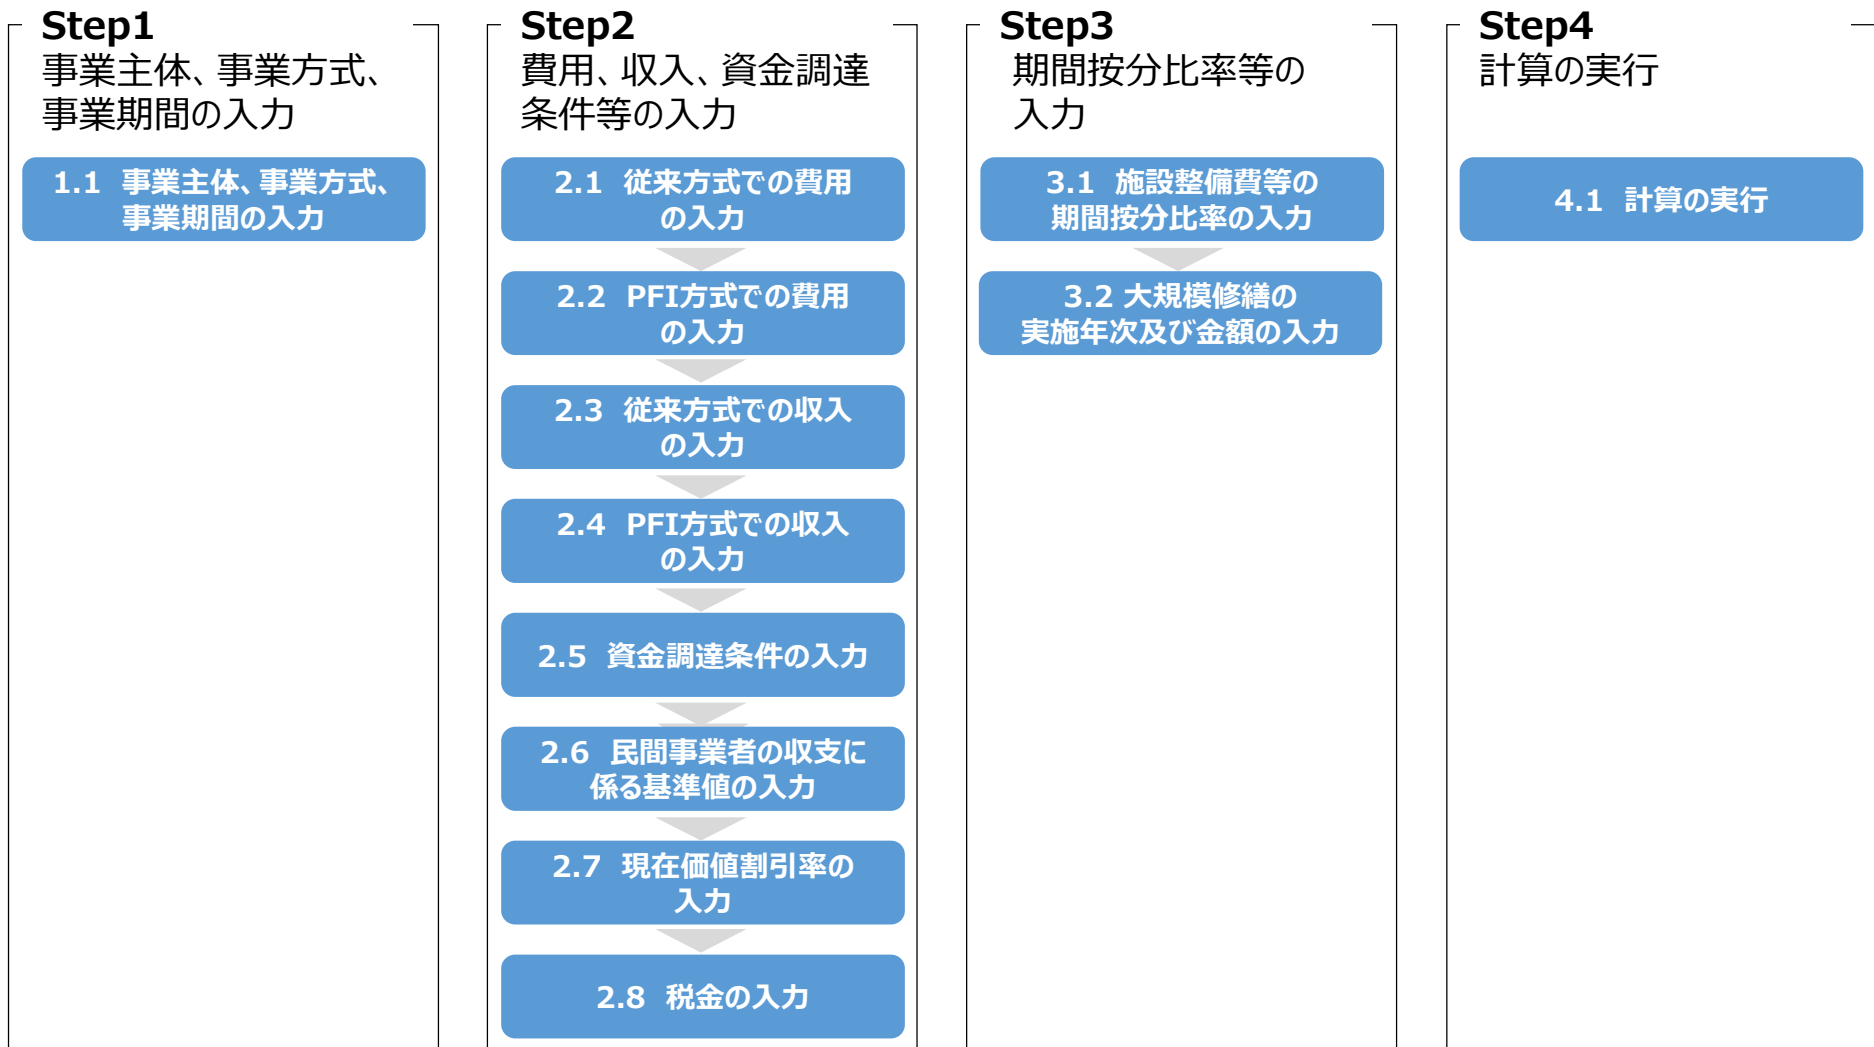 Step1
事業主体、事業方式、
事業期間の入力
1.1 事業主体、事業方式、
事業期間の入力
Step2
費用、収入、資金調達
条件等の入力
2.1 従来方式での費用
の入力
2.2 PFI方式での費用
の入力
2.3 従来方式での収入
の入力
2.4 PFI方式での収入
の入力
2.5 資金調達条件の入力
2.6 民間事業者の収支に
係る基準値の入力
2.7 現在価値割引率の
入力
2.8 税金の入力
Step3
期間按分比率等の
入力
3.1 施設整備費等の
期間按分比率の入力
3.2 大規模修繕の
実施年次及び金額の入力
Step4
計算の実行
4.1 計算の実行